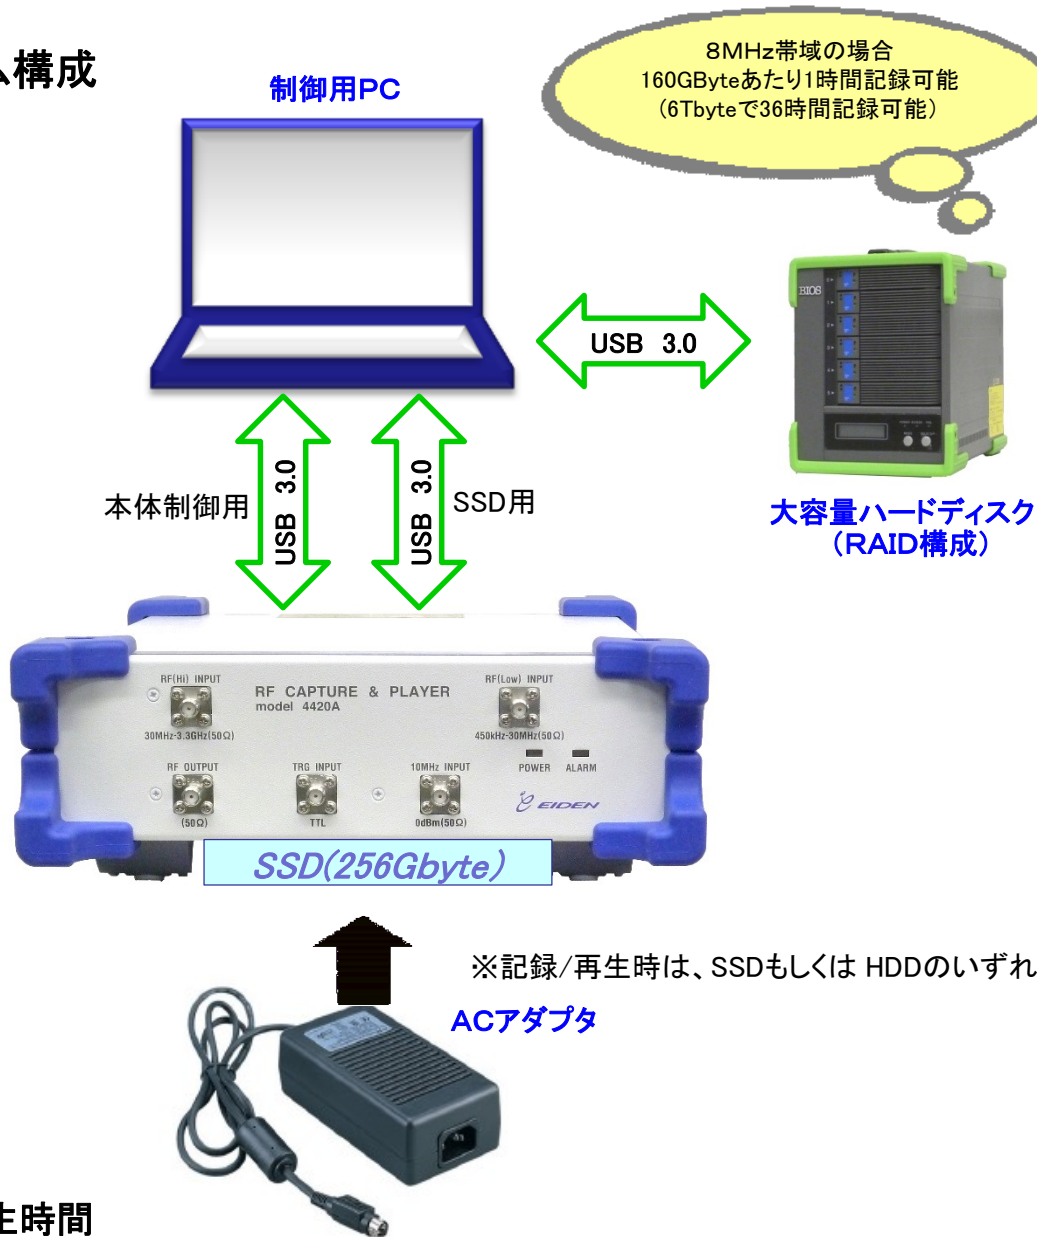 ム構成
8MHz帯域の場合
160GByteあたり1時間記録可能
(6Tbyteで36時間記録可能)
制御用PC
USB 3.0
BIOS
本体制御用
USB 3.0
USB 3.0
SSD用
大容量ハードディスク
(RAID構成)
RF(Hi) INPUT
30MHz-3.3GHz(50Ω)
RF CAPTURE & PLAYER
model 4420A
RF(Low) INPUT
450kHz-30MHz(50Ω)
POWER ALARM
RF OUTPUT
(50Ω)
TRG INPUT
TTL
10MHz INPUT
0dBm(50Ω)
EIDEN
SSD(256Gbyte)
※記録/再生時は、SSDもしくは HDDのいずれ
ACアダプタ
生時間